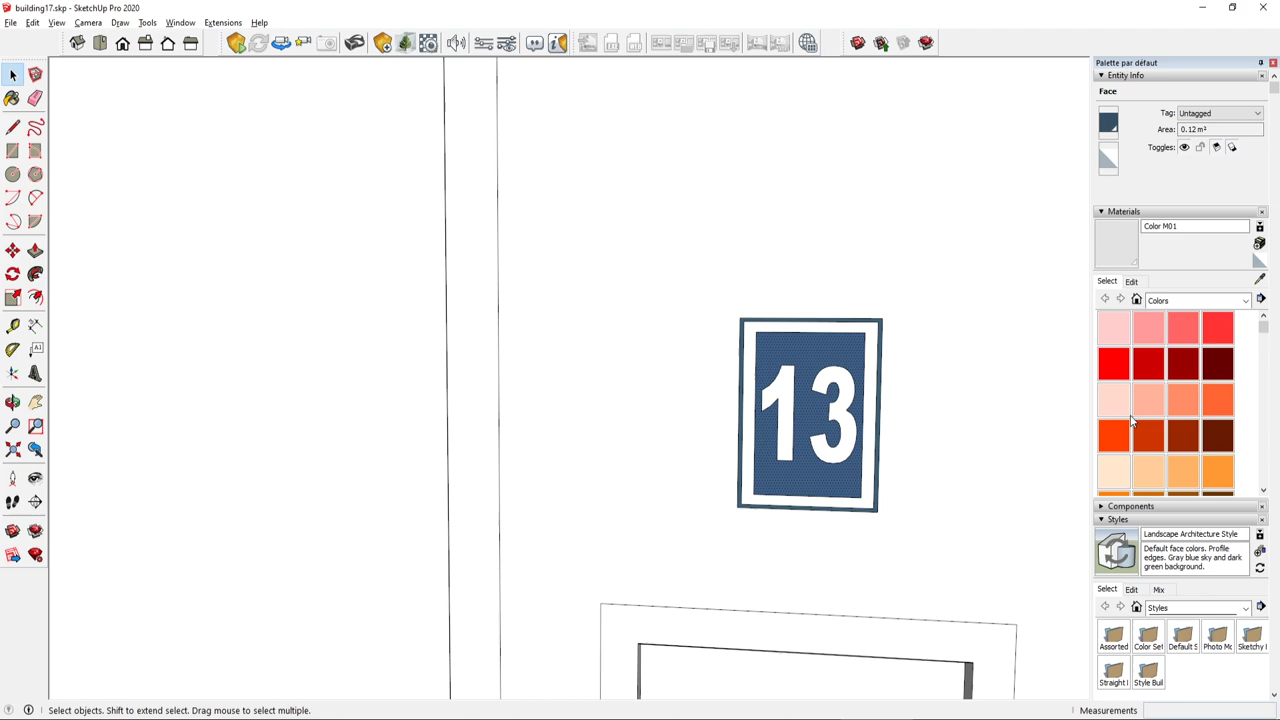 building17.skp - SketchUp Pro 2020
File Edit View Camera Draw Tools Window Extensions Help
Palette par défaut
Entity Info
Face
Tag: Untagged
Area: 0.12 m²
Toggles:
Materials
Color M01
Select Edit
Colors
13
Components
Styles
Landscape Architecture Style
Default face colors. Profile
edges. Gray blue sky and dark
green background.
Select Edit Mix
Styles
Assorted Color Set Default S Photo Mo Sketchy
Straight Style Buil
Select objects. Shift to extend select. Drag mouse to select multiple.
Measurements